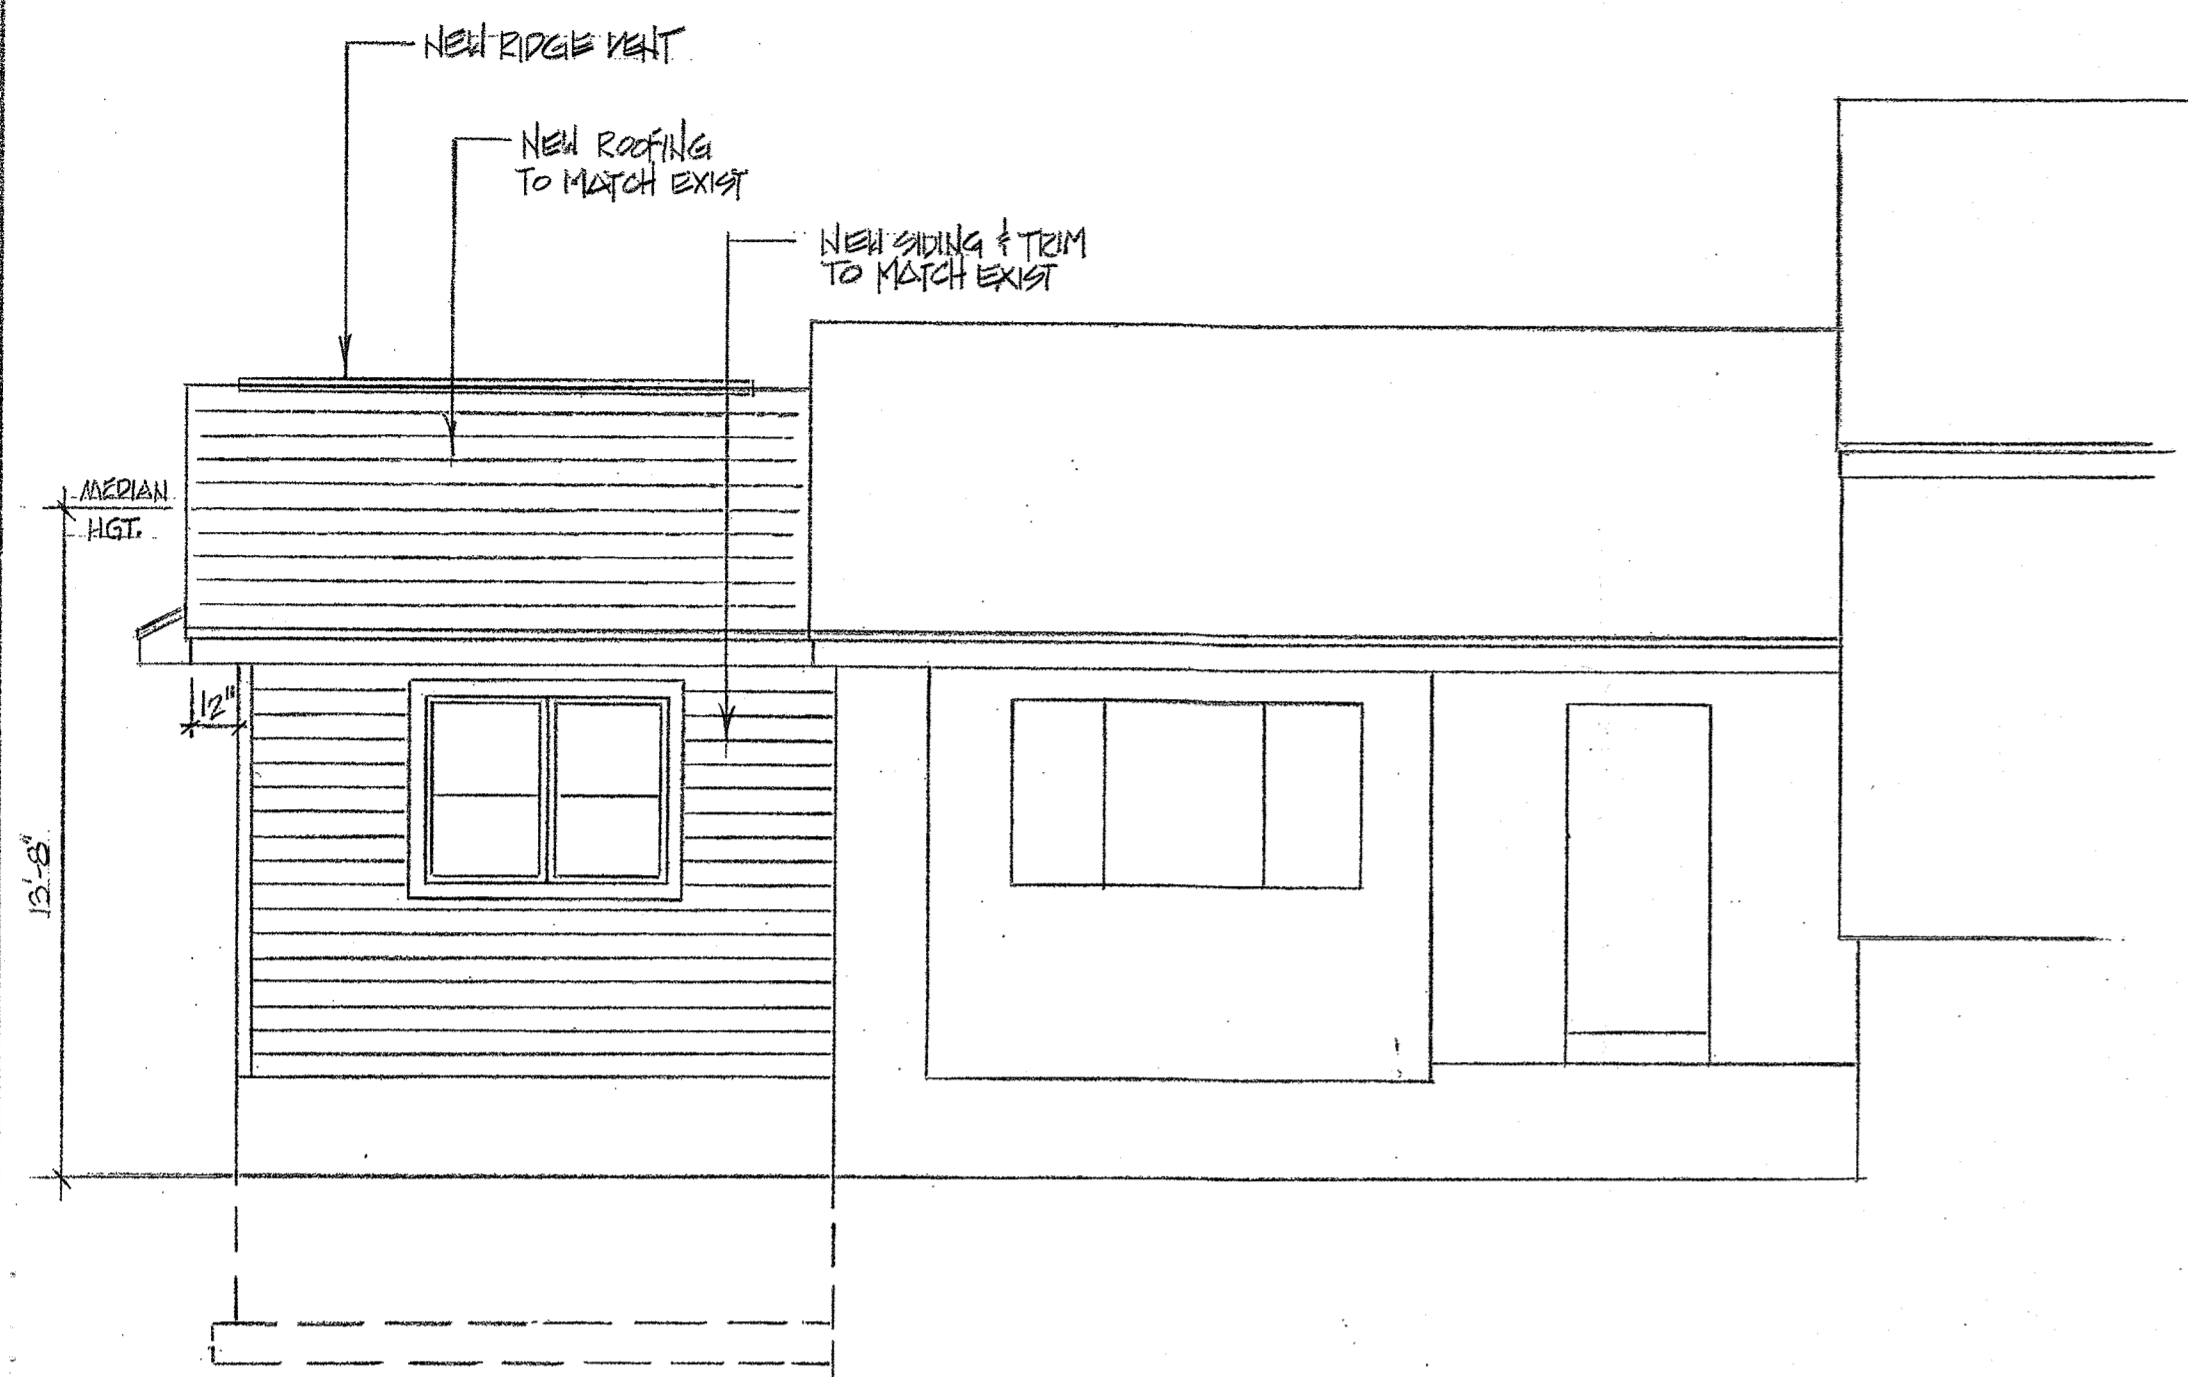 NEW RIDGE VENT
NEW ROOFING
TO MATCH EXIST
NEW SIDING & TRIM
TO MATCH EXIST
MEDIAN
HGT.
12"
13'-8"